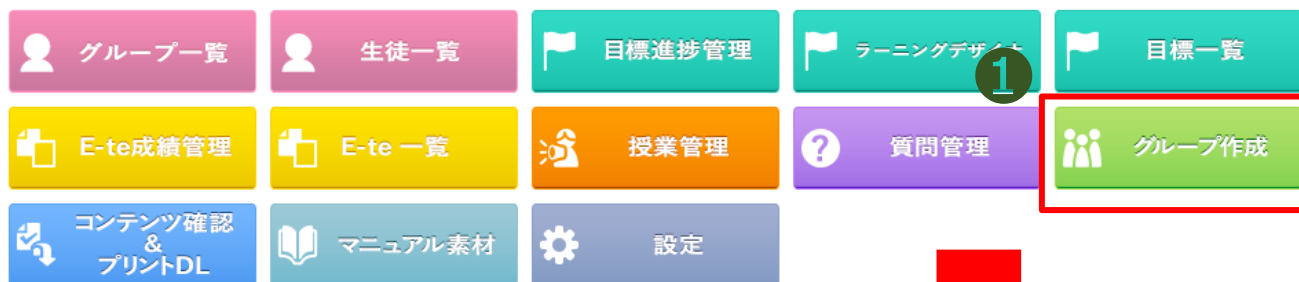 グループ一覧
生徒一覧
目標進捗管理
ラーニングデザイナ
目標一覧
1
E-te成績管理
E-te 一覧
授業管理
質問管理
グループ作成
コンテンツ確認
&
プリントDL
マニュアル素材
設定